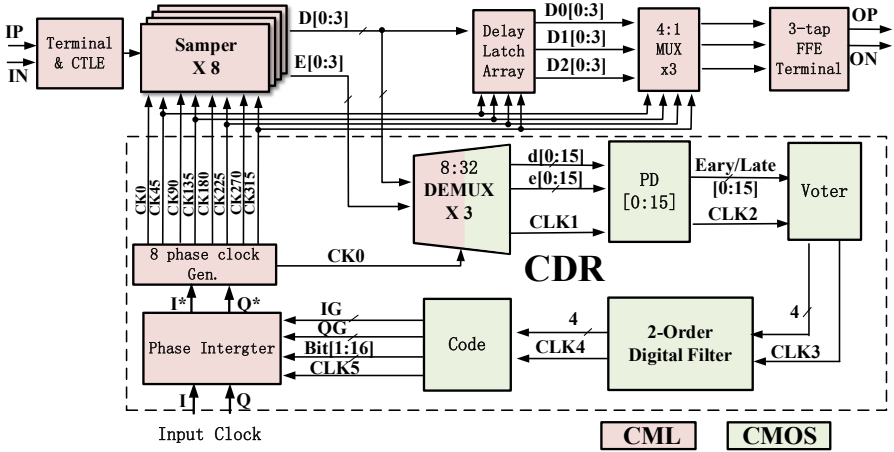 IP
IN
Terminal
& CTLE
Samper
X 8
D[0:3]
E[0:3]
Delay
Latch
Array
D0[0:3]
D1[0:3]
D2[0:3]
4:1
MUX
x3
3-tap
FFE
Terminal
OP
ON
CK0
CK45
CK90
CK135
CK180
CK225
CK270
CK315
8:32
DEMUX
X 3
d[0:15]
e[0:15]
CLK1
PD
[0:15]
Eary/Late
[0:15]
CLK2
Voter
8 phase clock
Gen.
CK0
CDR
I*
Q*
Phase Intergter
IG
QG
Bit[1:16]
CLK5
Code
4
CLK4
2-Order
Digital Filter
4
CLK3
I
Q
Input Clock
CML
CMOS